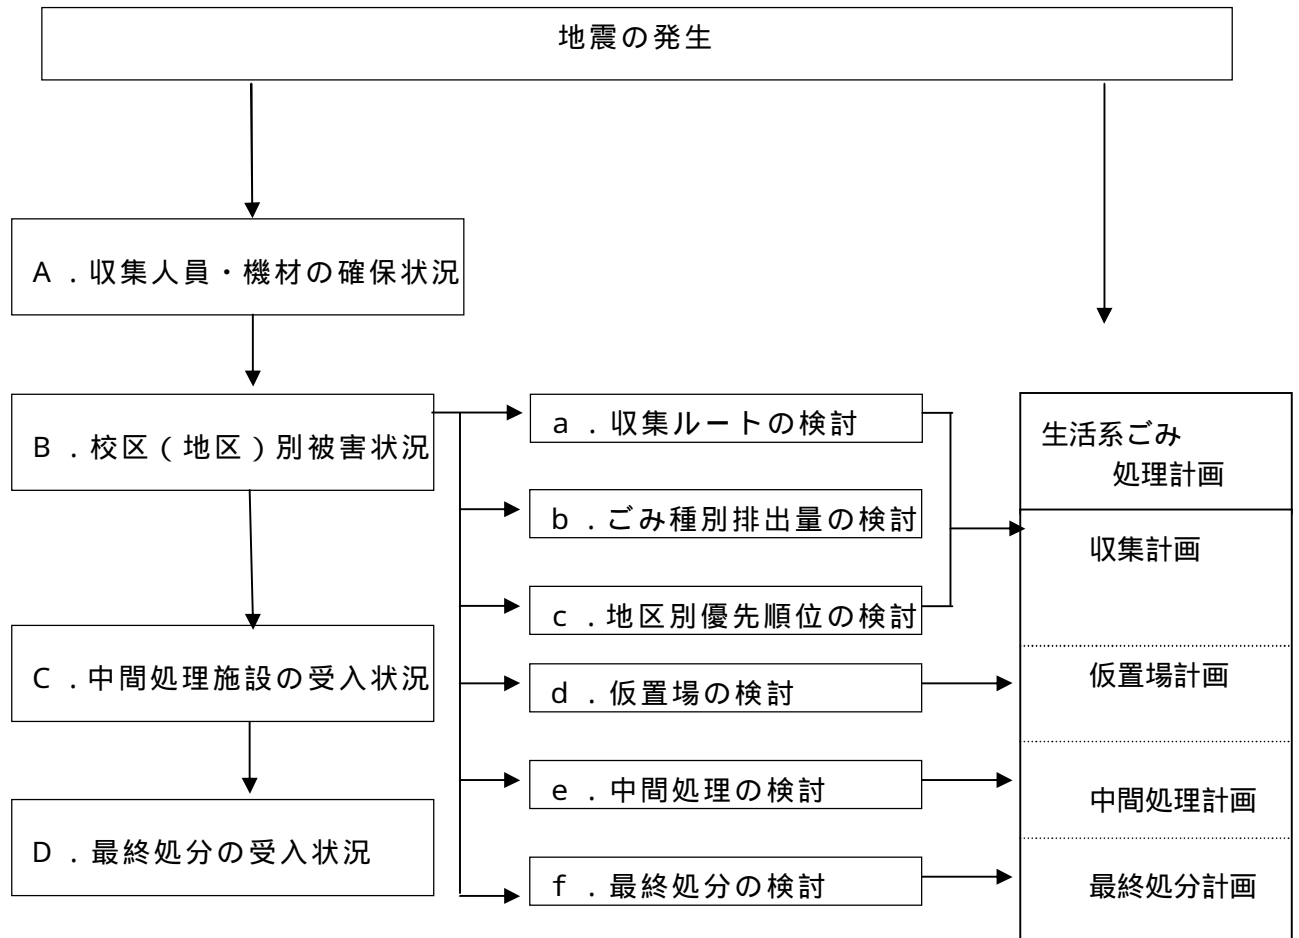 地震の発生
A．収集人員・機材の確保状況
B．校区（地区）別被害状況
C．中間処理施設の受入状況
D．最終処分の受入状況
a．収集ルートの検討
b．ごみ種別排出量の検討
c．地区別優先順位の検討
d．仮置場の検討
e．中間処理の検討
f．最終処分の検討
生活系ごみ
処理計画
収集計画
仮置場計画
中間処理計画
最終処分計画